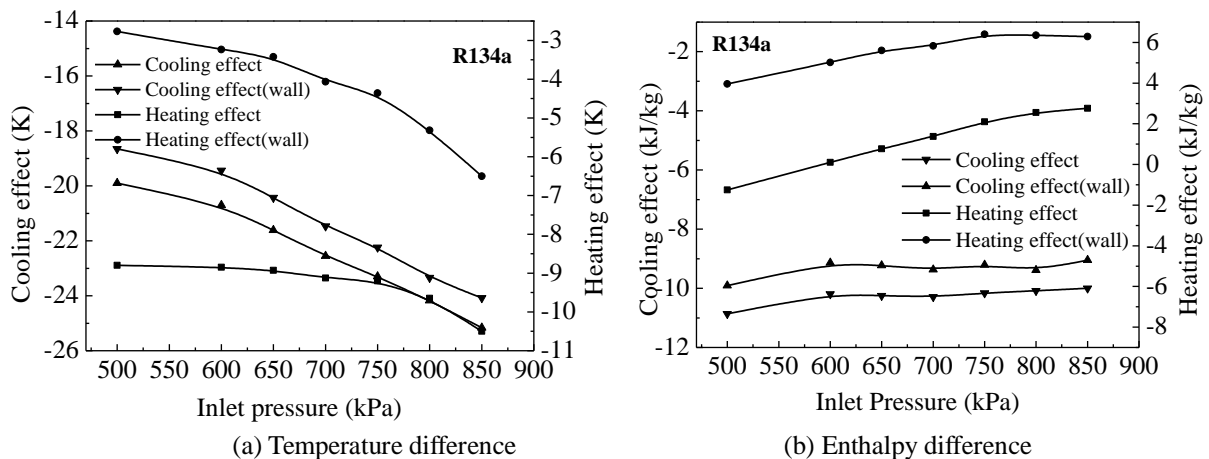 -14
-16
-18
-20
-22
-24
-26
Cooling effect (K)
R134a
Cooling effect
Cooling effect(wall)
Heating effect
Heating effect(wall)
-3
-4
-5
-6
-7
-8
-9
-10
-11
Heating effect (K)
500 600 650 700 750 800 850 900
Inlet pressure (kPa)
(a) Temperature difference
-2
-4
-6
-8
-10
-12
Cooling effect (kJ/kg)
R134a
Cooling effect
Cooling effect(wall)
Heating effect
Heating effect(wall)
6
4
2
0
-2
-4
-6
-8
Heating effect (kJ/kg)
500 600 650 700 750 800 850 900
Inlet Pressure (kPa)
(b) Enthalpy difference